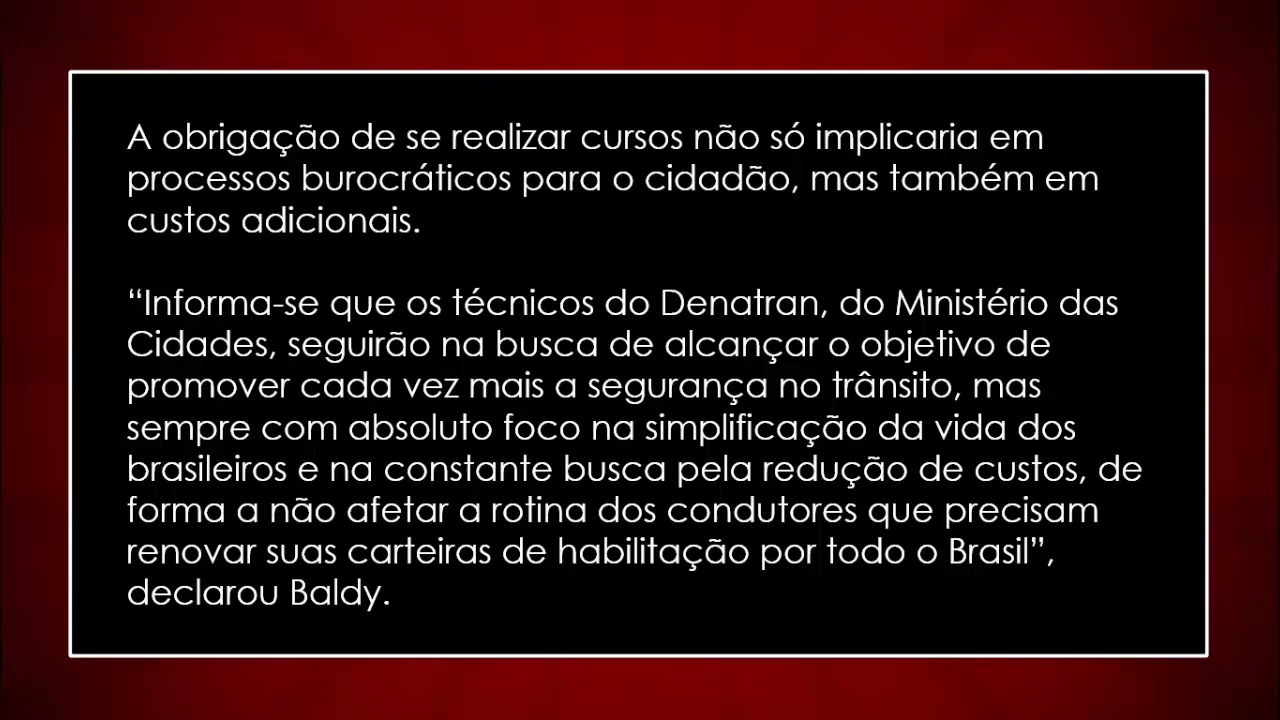 A obrigação de se realizar cursos não só implicaria em
processos burocráticos para o cidadão, mas também em
custos adicionais.
“Informa-se que os técnicos do Denatran, do Ministério das
Cidades, seguirão na busca de alcançar o objetivo de
promover cada vez mais a segurança no trânsito, mas
sempre com absoluto foco na simplificação da vida dos
brasileiros e na constante busca pela redução de custos, de
forma a não afetar a rotina dos condutores que precisam
renovar suas carteiras de habilitação por todo o Brasil”,
declarou Baldy.